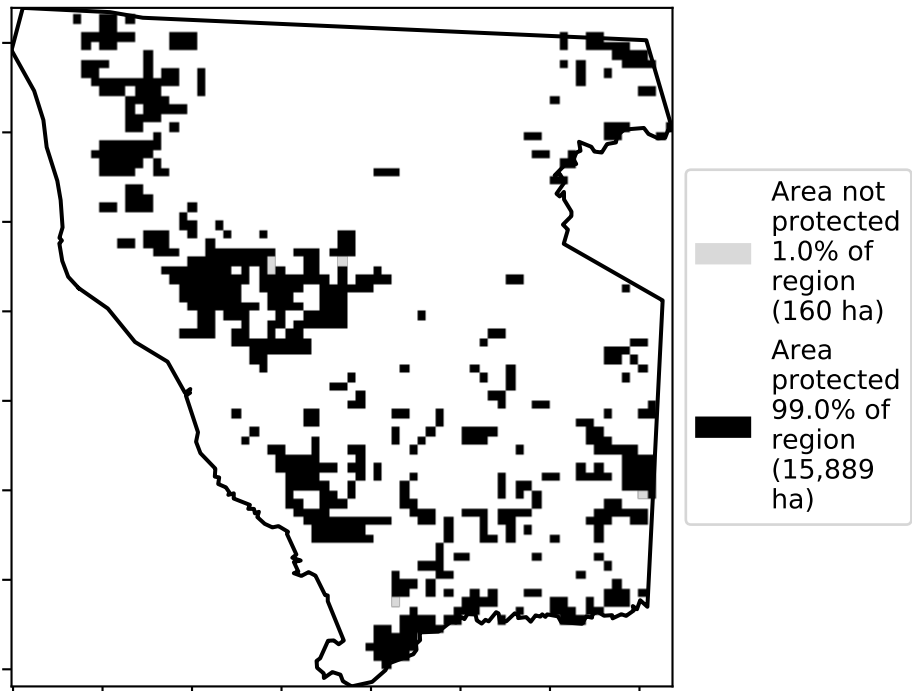 Area not
protected
1.0% of
region
(160 ha)
Area
protected
99.0% of
region
(15,889
ha)